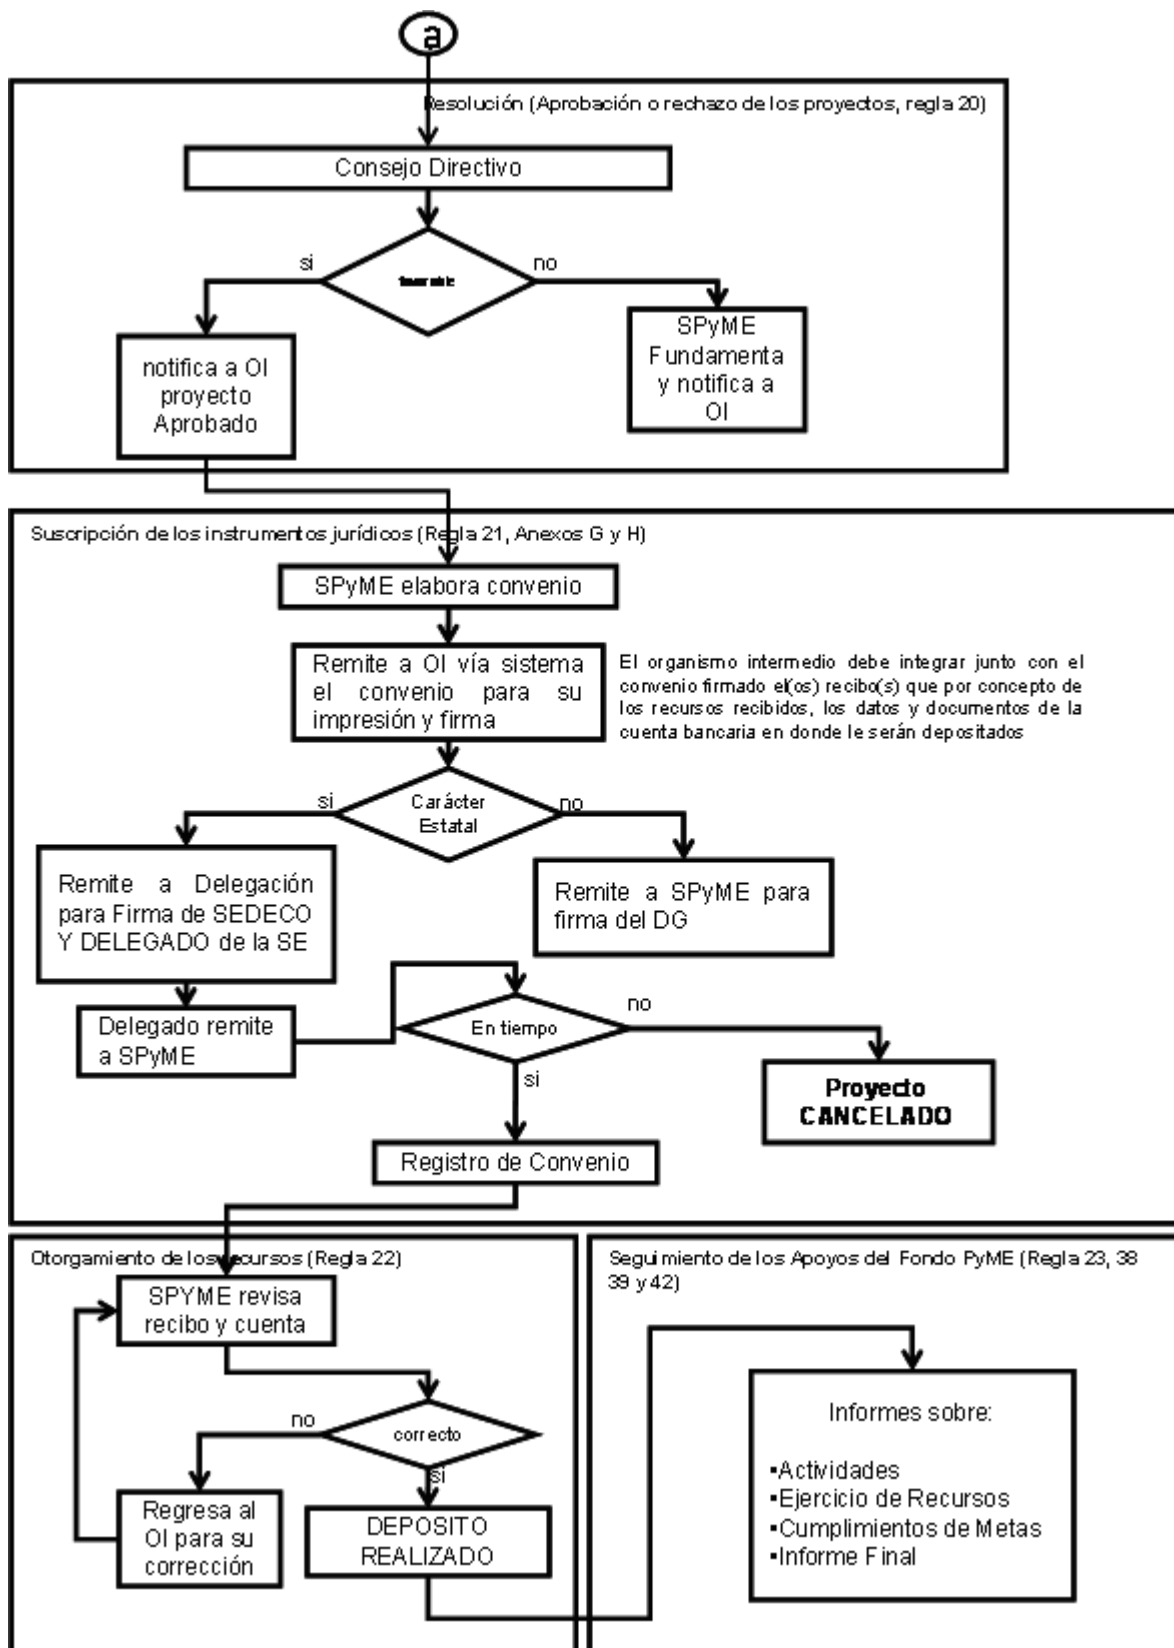 a
Resolución (Aprobación o rechazo de los proyectos, regla 20)
Consejo Directivo
si
no
notifica a OI
proyecto
Aprobado
SPyME
Fundamenta
y notifica a
OI
Suscripción de los instrumentos jurídicos (Regla 21, Anexos G y H)
SPyME elabora convenio
Remite a OI vía sistema
el convenio para su
impresión y firma
El organismo intermedio debe integrar junto con el
convenio firmado el(os) recibo(s) que por concepto de
los recursos recibidos, los datos y documentos de la
cuenta bancaria en donde le serán depositados
si
Carácter
Estatal
no
Remite a Delegación
para Firma de SEDECO
Y DELEGADO de la SE
Remite a SPyME para
firma del DG
Delegado remite
a SPyME
En tiempo
no
si
Proyecto
CANCELADO
Registro de Convenio
Otorgamiento de los recursos (Regla 22)
SPYME revisa
recibo y cuenta
no
correcto
si
Regresa al
OI para su
corrección
DEPOSITO
REALIZADO
Seguimiento de los Apoyos del Fondo PyME (Regla 23, 38
39 y 42)
Informes sobre:
▪Actividades
▪Ejercicio de Recursos
▪Cumplimientos de Metas
▪Informe Final